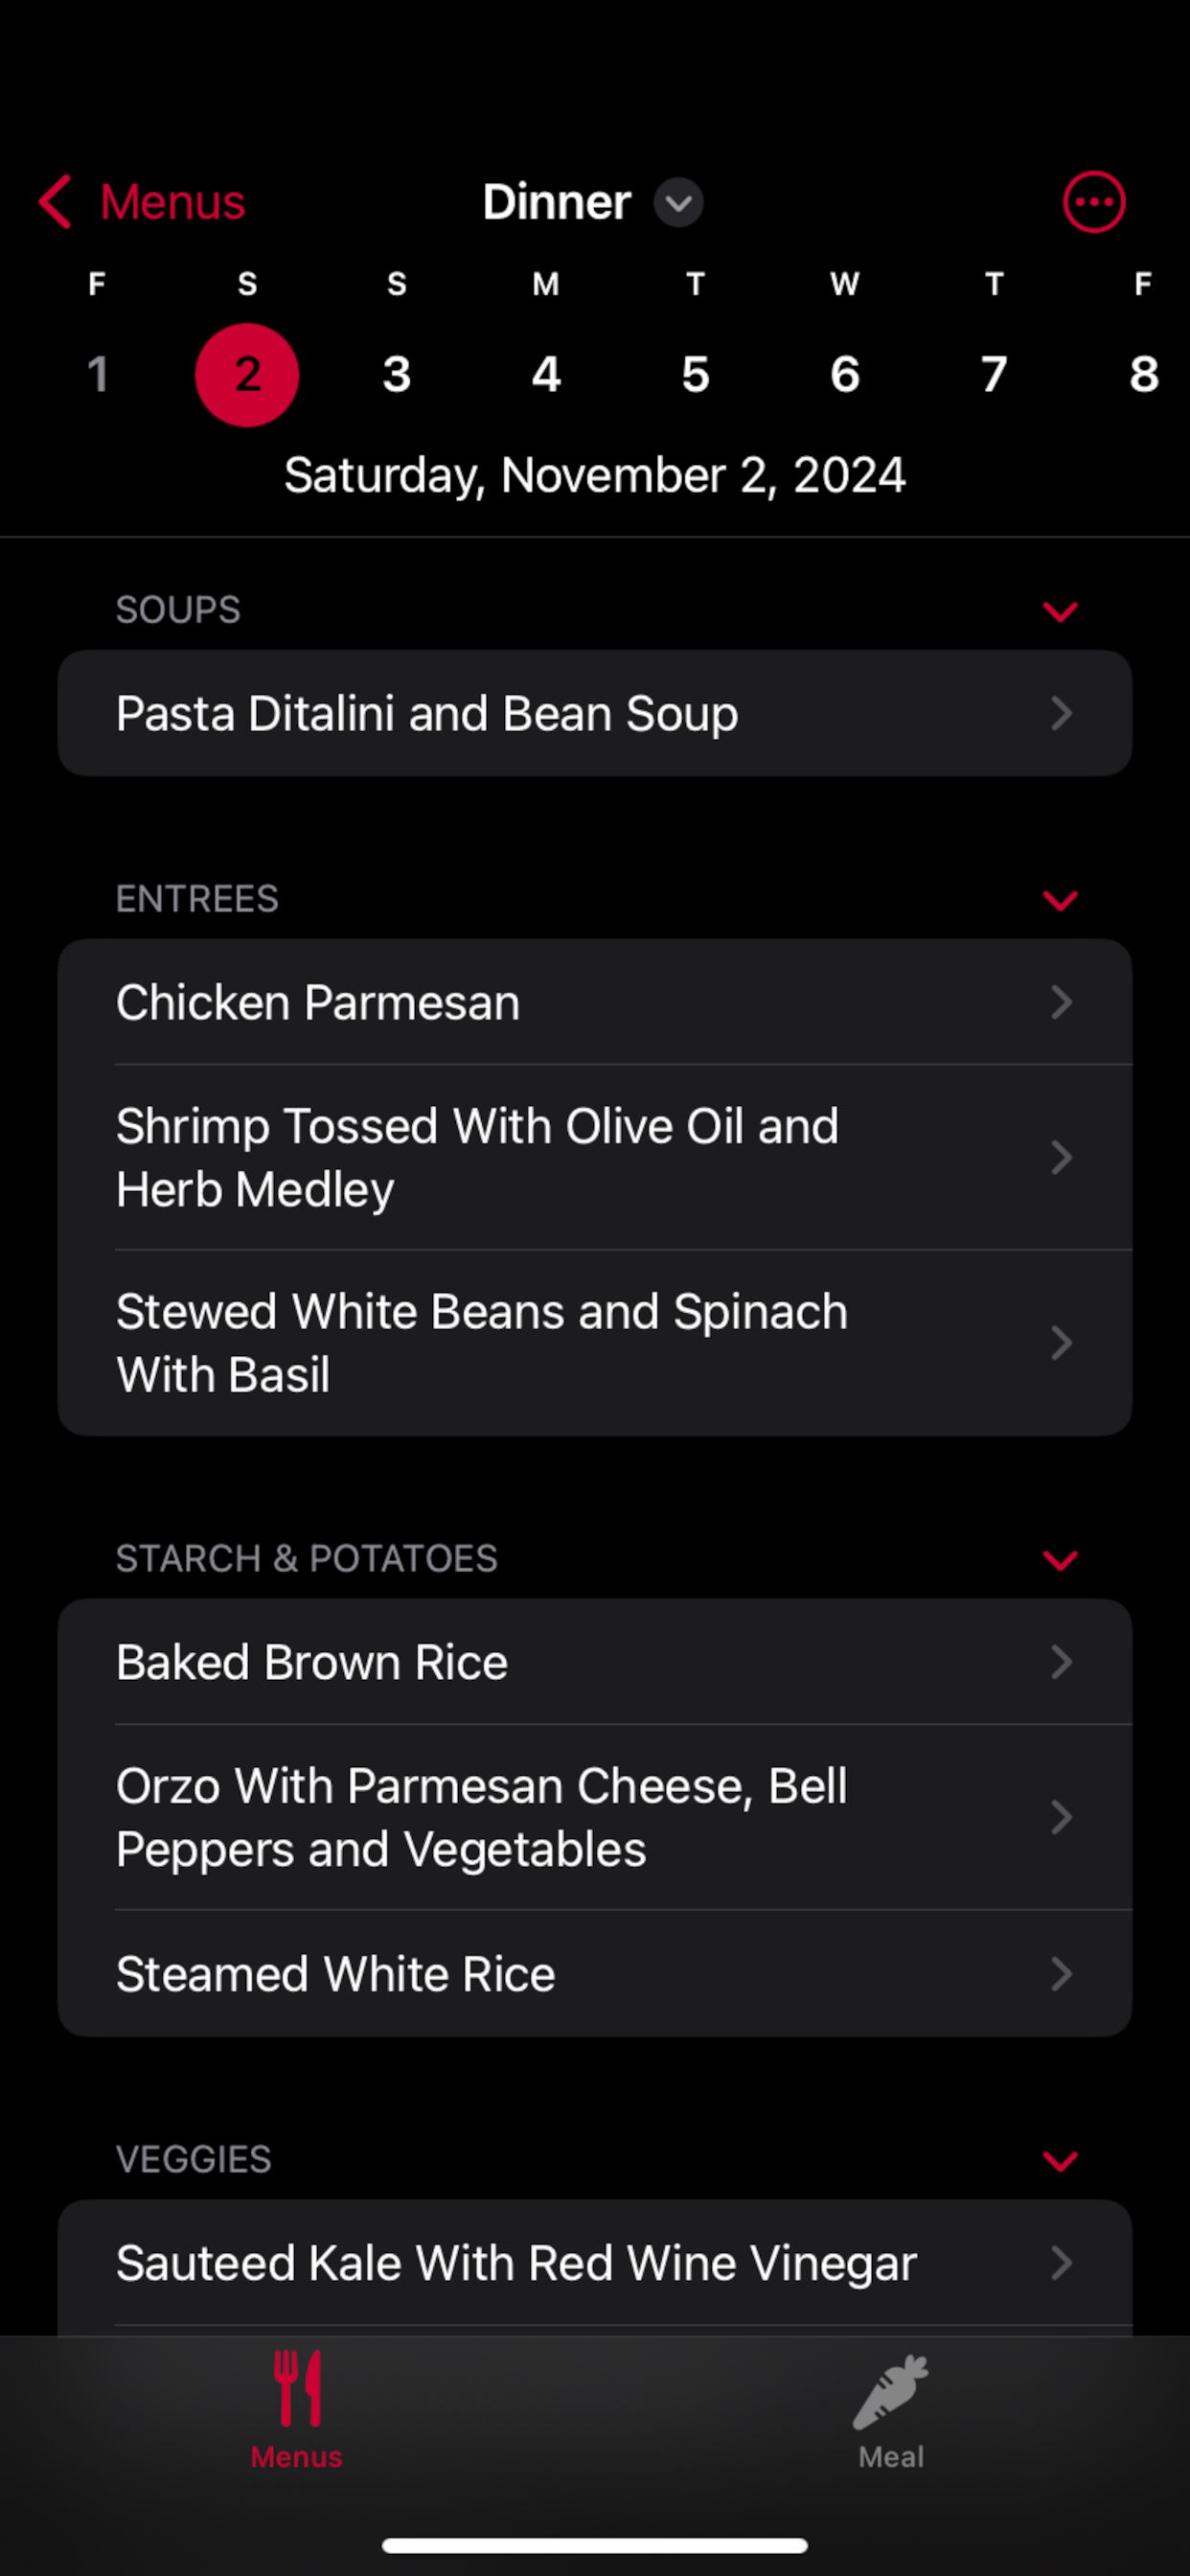 Menus
Dinner
F S S M T W T F
1 2 3 4 5 6 7 8
Saturday, November 2, 2024
SOUPS
Pasta Ditalini and Bean Soup
ENTREES
Chicken Parmesan
Shrimp Tossed With Olive Oil and
Herb Medley
Stewed White Beans and Spinach
With Basil
STARCH & POTATOES
Baked Brown Rice
Orzo With Parmesan Cheese, Bell
Peppers and Vegetables
Steamed White Rice
VEGGIES
Sauteed Kale With Red Wine Vinegar
Menus
Meal